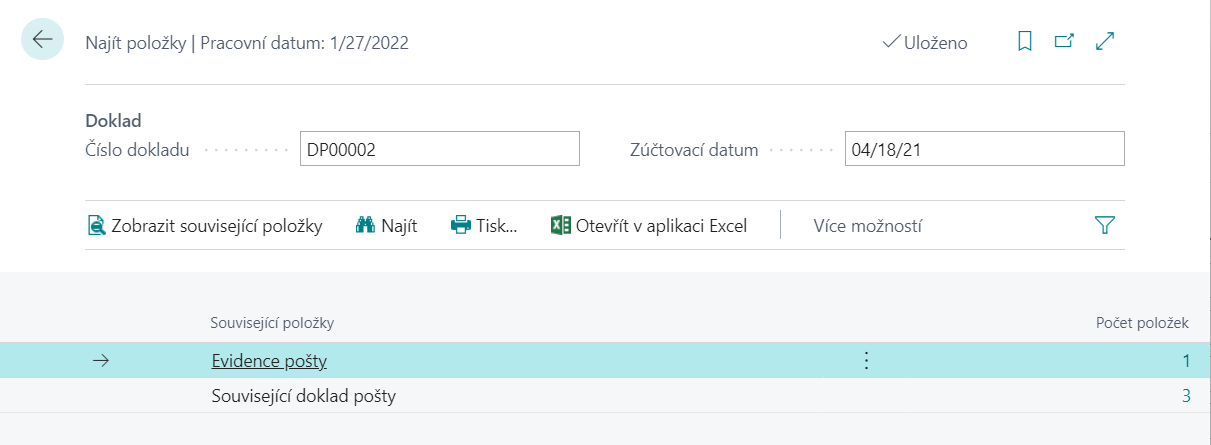 Najít položky | Pracovní datum: 1/27/2022 Uloženo
Doklad
Číslo dokladu DP00002 Zúčtovací datum 04/18/21
Zobrazit související položky Najít Tisk... Otevřít v aplikaci Excel Více možností
Související položky Počet položek
Evidence pošty 1
Související doklad pošty 3